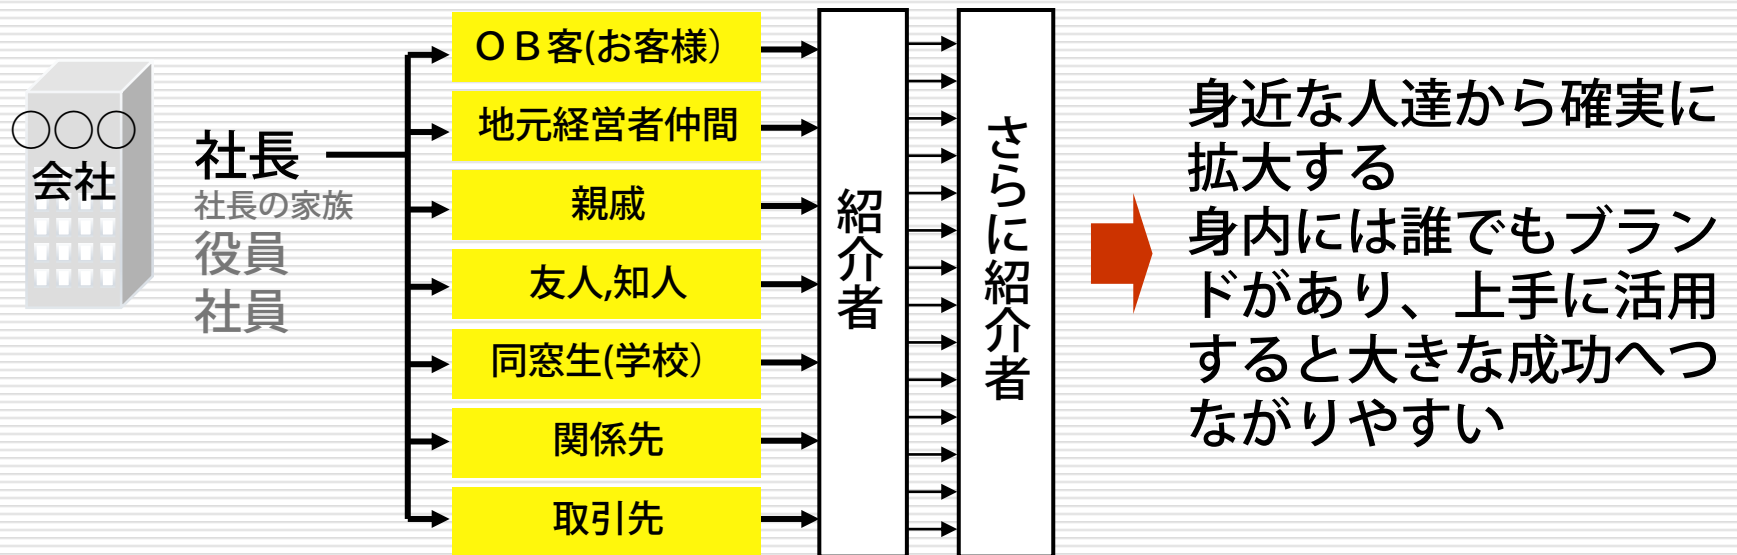 〇〇〇
会社
社長
社長の家族
役員
社員
ＯＢ客(お客様）
地元経営者仲間
親戚
友人,知人
同窓生(学校）
関係先
取引先
紹介者
さらに紹介者
身近な人達から確実に
拡大する
身内には誰でもブラン
ドがあり、上手に活用
すると大きな成功へつ
ながりやすい